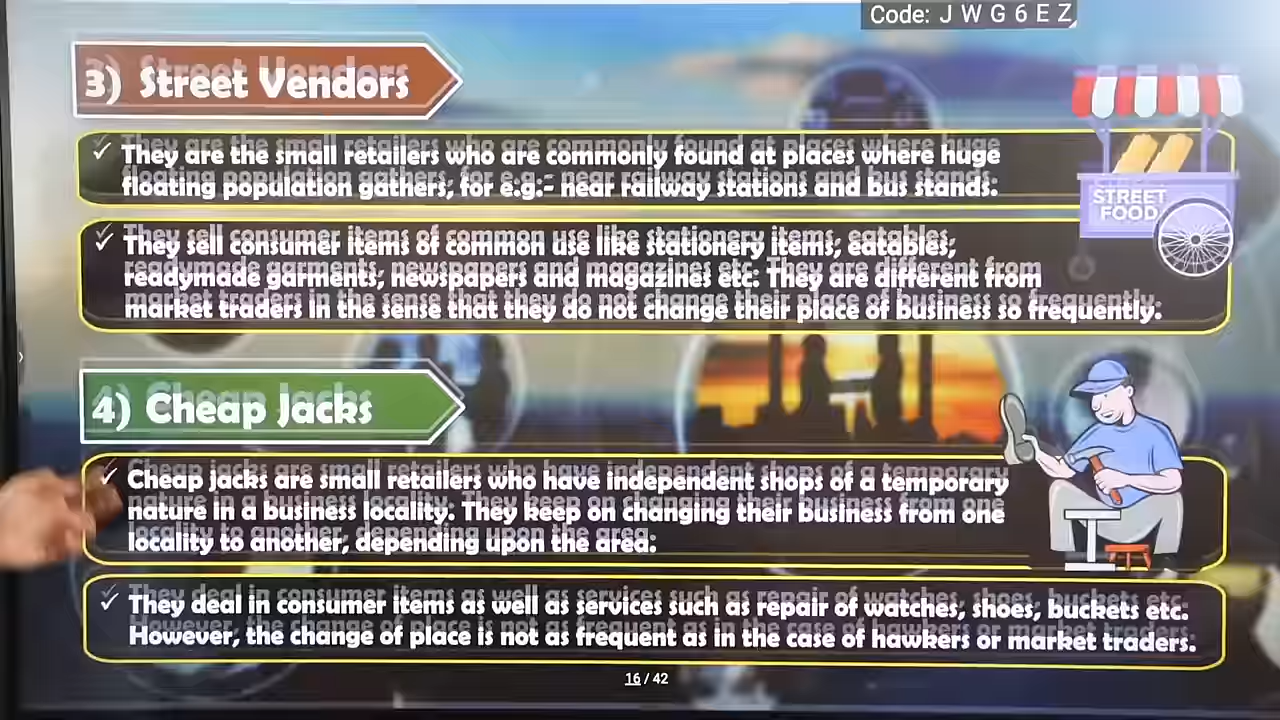 Code: J W G 6 E Z
3) Street Vendors
✓ They are the small retailers who are commonly found at places where huge
floating population gathers, for e.g:- near railway stations and bus stands.
STREET
FOOD
✓ They sell consumer items of common use like stationery items, eatables,
readymade garments, newspapers and magazines etc. They are different from
market traders in the sense that they do not change their place of business so frequently.
4) Cheap Jacks
✓ Cheap jacks are small retailers who have independent shops of a temporary
nature in a business locality. They keep on changing their business from one
locality to another, depending upon the area.
✓ They deal in consumer items as well as services such as repair of watches, shoes, buckets etc.
However, the change of place is not as frequent as in the case of hawkers or market traders.
16 / 42